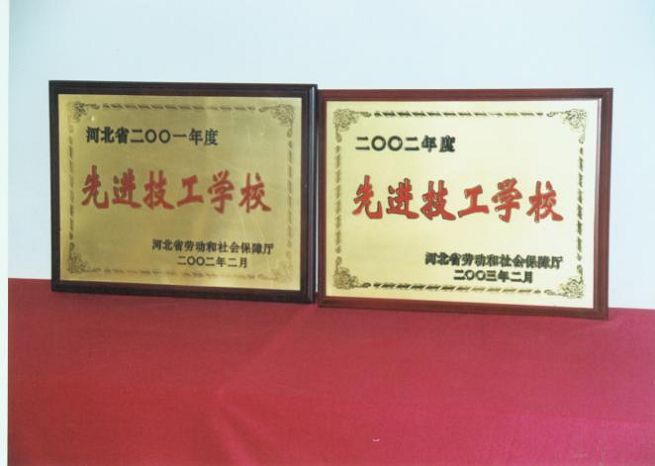 河北省二〇〇一年度
先进技工学校
河北省劳动和社会保障厅
二〇〇二年二月
二〇〇二年度
先进技工学校
河北省劳动和社会保障厅
二〇〇三年二月